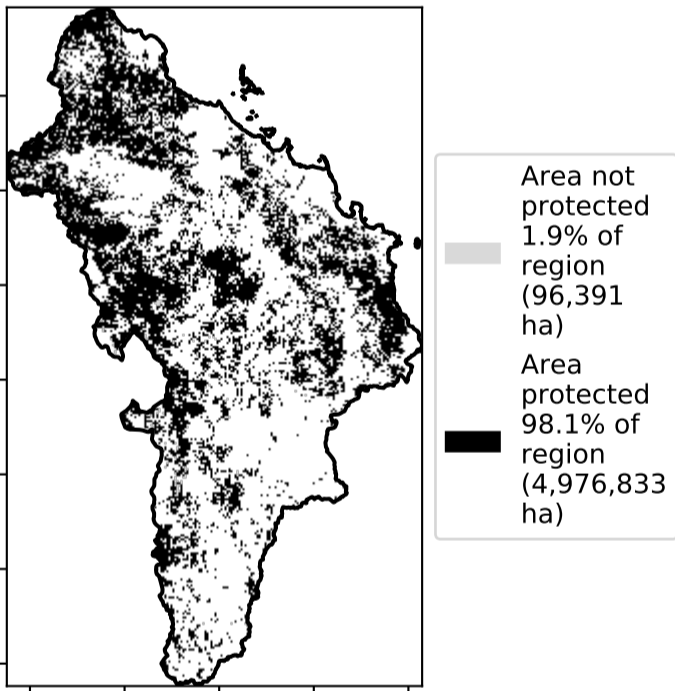 Area not
protected
1.9% of
region
(96,391
ha)
Area
protected
98.1% of
region
(4,976,833
ha)